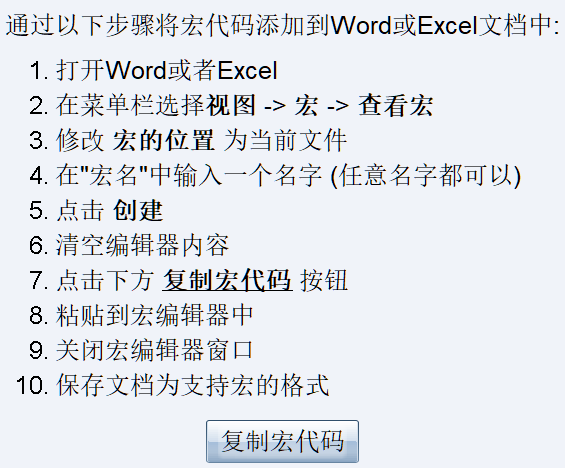 通过以下步骤将宏代码添加到Word或Excel文档中:
1. 打开Word或者Excel
2. 在菜单栏选择视图 -> 宏 -> 查看宏
3. 修改 宏的位置 为当前文件
4. 在"宏名"中输入一个名字 (任意名字都可以)
5. 点击 创建
6. 清空编辑器内容
7. 点击下方 复制宏代码 按钮
8. 粘贴到宏编辑器中
9. 关闭宏编辑器窗口
10. 保存文档为支持宏的格式
复制宏代码